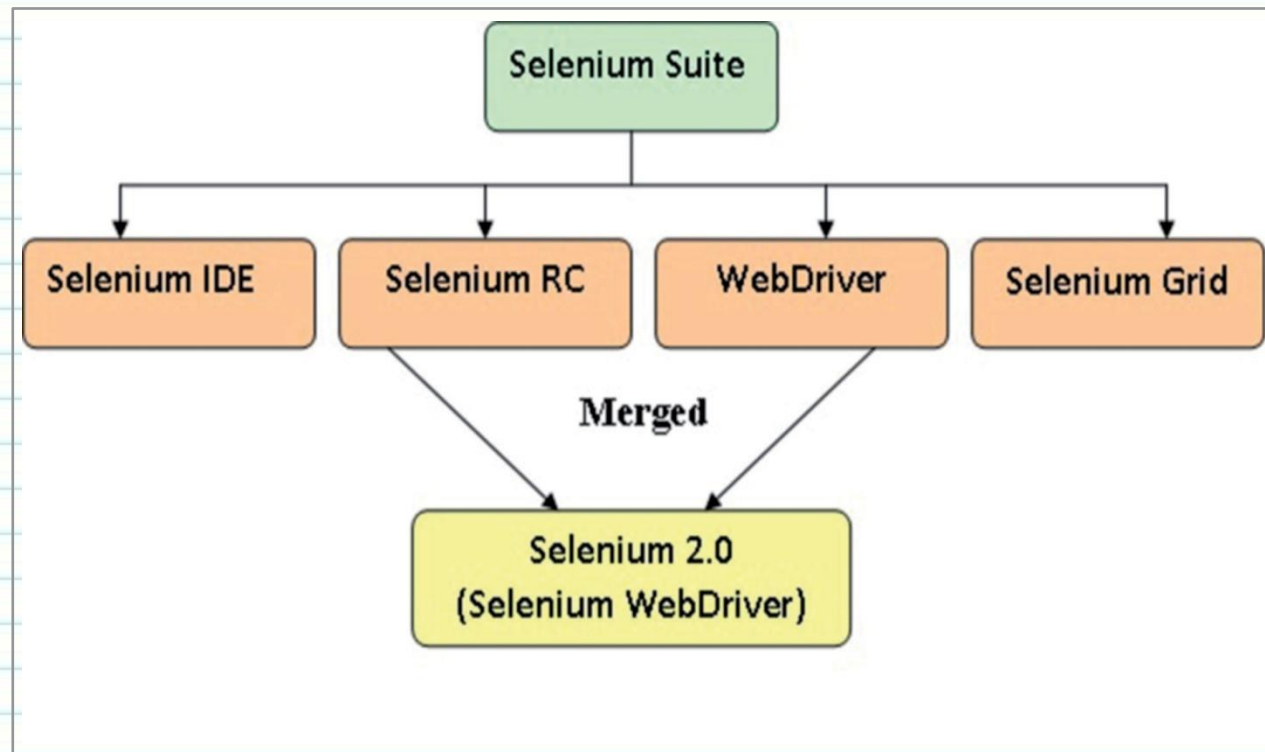 Selenium Suite
Selenium IDE
Selenium RC
WebDriver
Selenium Grid
Merged
Selenium 2.0
(Selenium WebDriver)